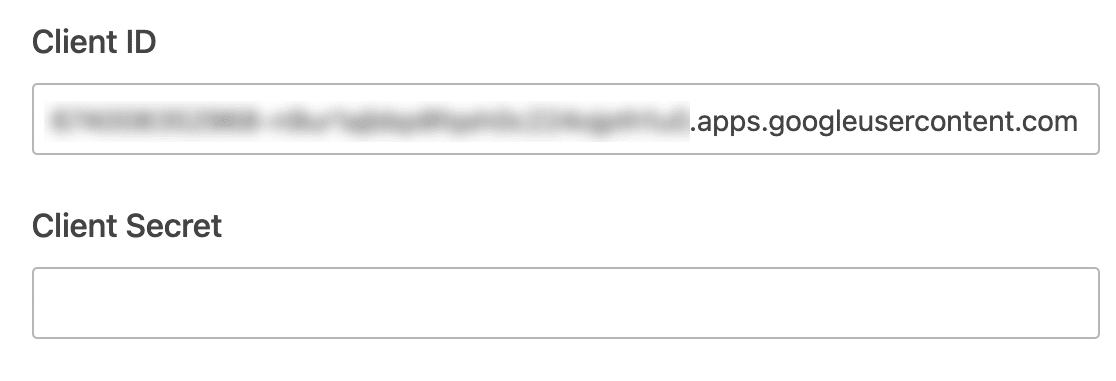 Client ID
.apps.googleusercontent.com
Client Secret